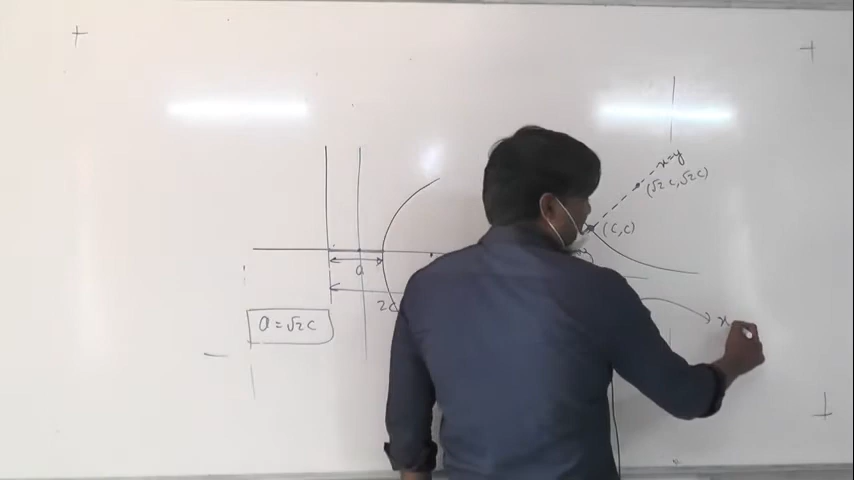 x=y
(√2 c, √2 c)
(c, c)
a
2c
a = √2 c
x